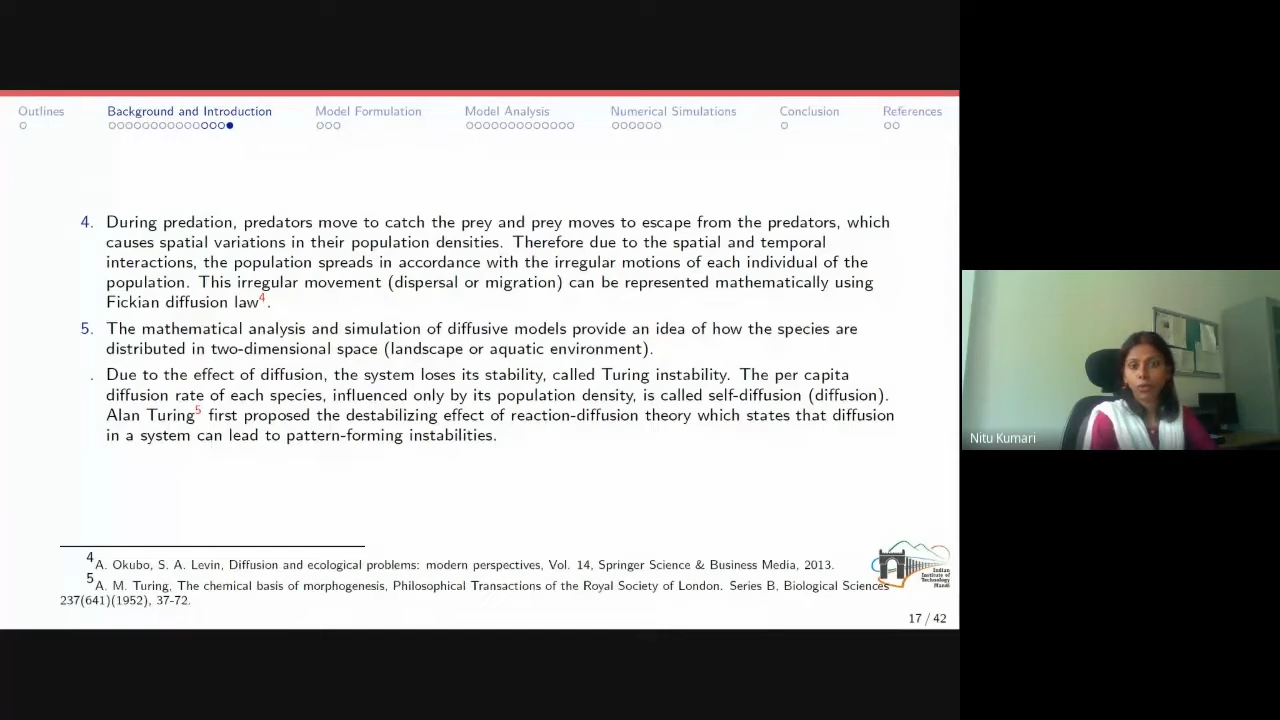 Outlines Background and Introduction Model Formulation Model Analysis Numerical Simulations Conclusion References
4. During predation, predators move to catch the prey and prey moves to escape from the predators, which
causes spatial variations in their population densities. Therefore due to the spatial and temporal
interactions, the population spreads in accordance with the irregular motions of each individual of the
population. This irregular movement (dispersal or migration) can be represented mathematically using
Fickian diffusion law4.
5. The mathematical analysis and simulation of diffusive models provide an idea of how the species are
distributed in two-dimensional space (landscape or aquatic environment).
. Due to the effect of diffusion, the system loses its stability, called Turing instability. The per capita
diffusion rate of each species, influenced only by its population density, is called self-diffusion (diffusion).
Alan Turing5 first proposed the destabilizing effect of reaction-diffusion theory which states that diffusion
in a system can lead to pattern-forming instabilities.
4A. Okubo, S. A. Levin, Diffusion and ecological problems: modern perspectives, Vol. 14, Springer Science & Business Media, 2013.
5A. M. Turing, The chemical basis of morphogenesis, Philosophical Transactions of the Royal Society of London. Series B, Biological Sciences
237(641)(1952), 37-72.
Indian
Institute of
Technology
Mandi
17 / 42
Nitu Kumari